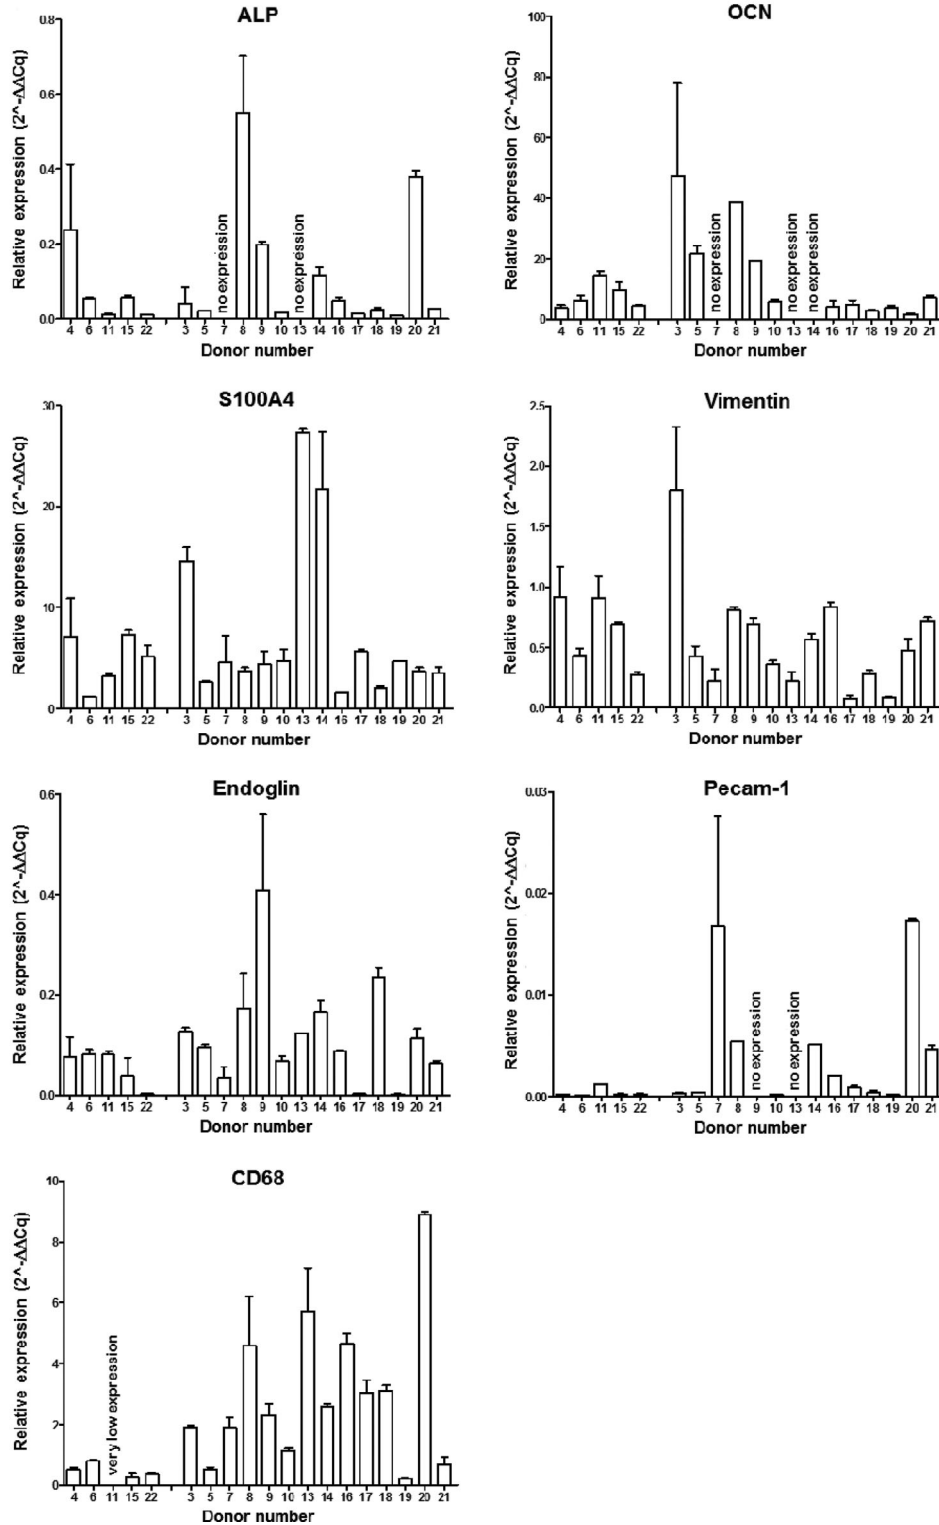 ALP
Relative expression (2^-ΔΔCq)
0.8
0.6
0.4
0.2
0.0
no expression
no expression
4 6 11 15 22 3 5 7 8 9 10 13 14 16 17 18 19 20 21
Donor number
OCN
Relative expression (2^-ΔΔCq)
100
80
60
40
20
0
no expression
no expression
no expression
4 6 11 15 22 3 5 7 8 9 10 13 14 16 17 18 19 20 21
Donor number
S100A4
Relative expression (2^-ΔΔCq)
30
20
10
0
4 6 11 15 22 3 5 7 8 9 10 13 14 16 17 18 19 20 21
Donor number
Vimentin
Relative expression (2^-ΔΔCq)
2.5
2.0
1.5
1.0
0.5
0.0
4 6 11 15 22 3 5 7 8 9 10 13 14 16 17 18 19 20 21
Donor number
Endoglin
Relative expression (2^-ΔΔCq)
0.6
0.4
0.2
0.0
4 6 11 15 22 3 5 7 8 9 10 13 14 16 17 18 19 20 21
Donor number
Pecam-1
Relative expression (2^-ΔΔCq)
0.03
0.02
0.01
0.00
no expression
no expression
4 6 11 15 22 3 5 7 8 9 10 13 14 16 17 18 19 20 21
Donor number
CD68
Relative expression (2^-ΔΔCq)
10
8
6
4
2
0
very low expression
4 6 11 15 22 3 5 7 8 9 10 13 14 16 17 18 19 20 21
Donor number